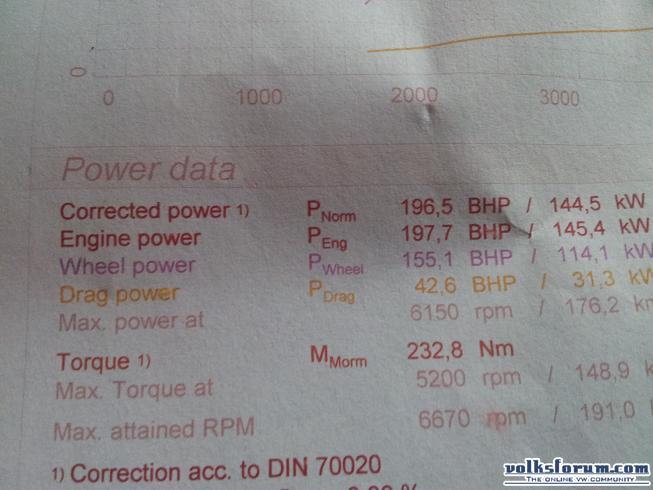 0
0 1000 2000 3000
Power data
Corrected power 1) PNorm 196,5 BHP / 144,5 kW
Engine power PEng 197,7 BHP / 145,4 kW
Wheel power PWheel 155,1 BHP / 114,1 kW
Drag power PDrag 42,6 BHP / 31,3 kW
Max. power at 6150 rpm / 176,2
Torque 1) MMorm 232,8 Nm
Max. Torque at 5200 rpm / 148,9
Max. attained RPM 6670 rpm / 191,0
1) Correction acc. to DIN 70020
volksforum.com
THE ONLINE VW COMMUNITY